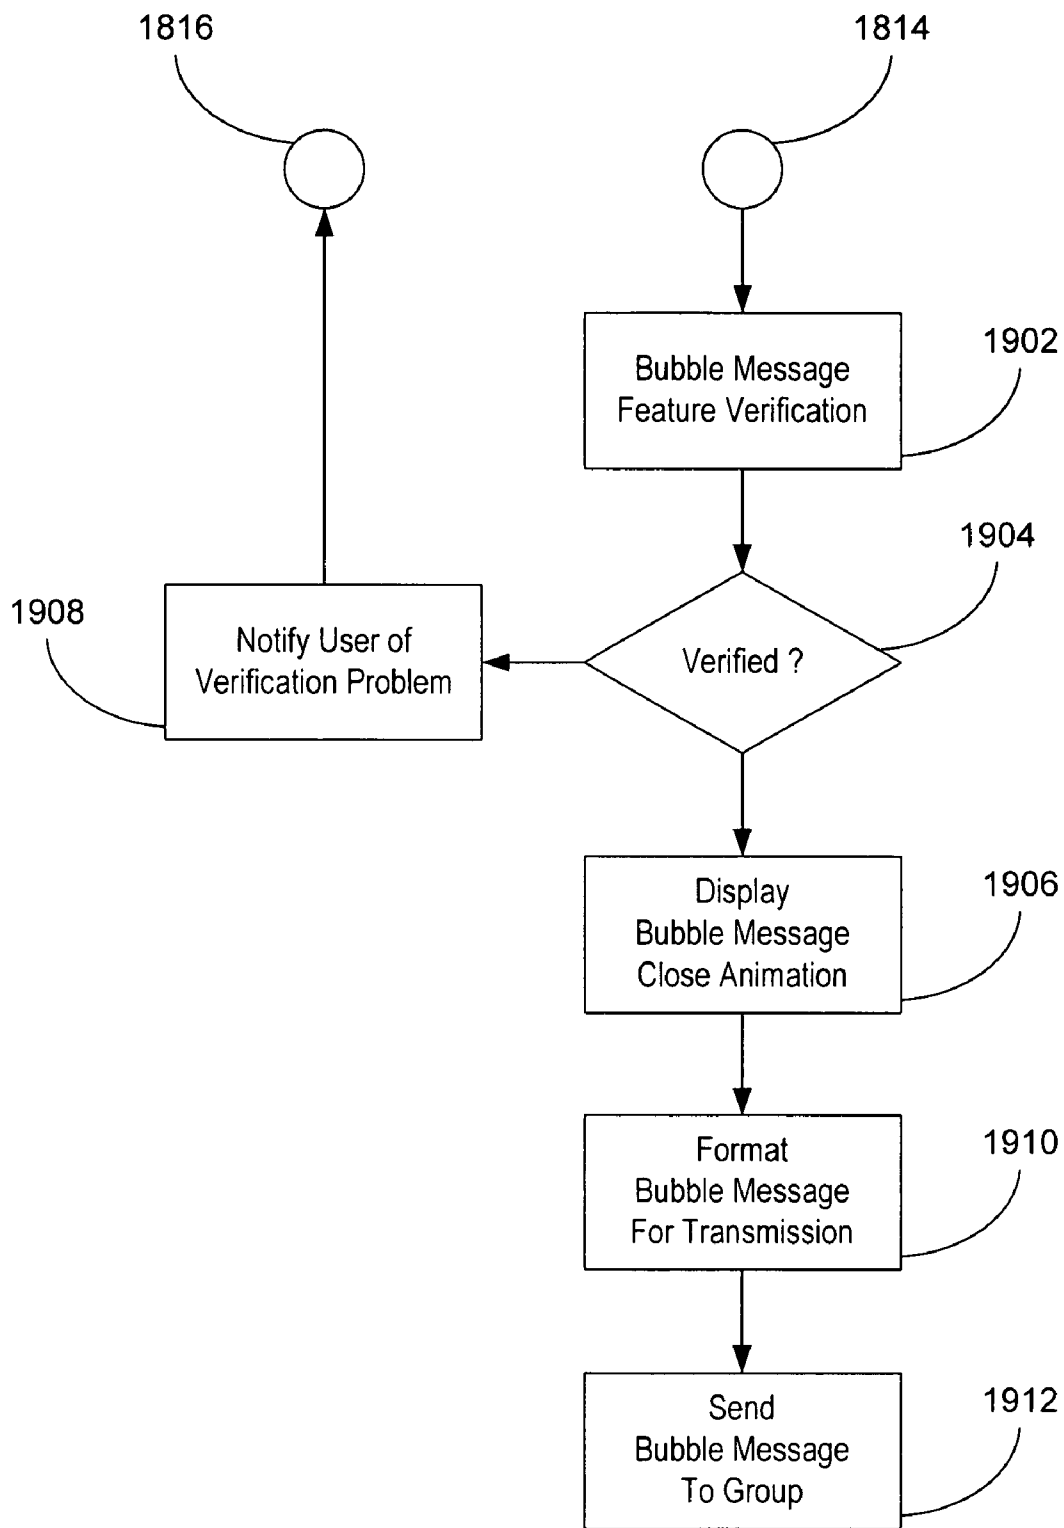 1816
1814
Bubble Message
Feature Verification
1902
1904
Verified ?
1908
Notify User of
Verification Problem
Display
Bubble Message
Close Animation
1906
Format
Bubble Message
For Transmission
1910
Send
Bubble Message
To Group
1912